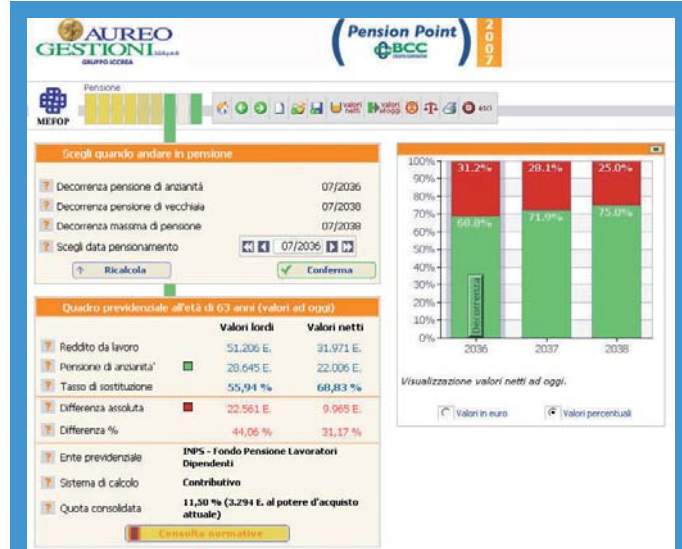 AUREO
GESTIONI S.G.R.p.A.
GRUPPO ICCREA
Pension Point
BCC
CREDITO COOPERATIVO
2007
MEFOP
Pensione
valori netti
valori ad oggi
esci
Scegli quando andare in pensione
? Decorrenza pensione di anzianità 07/2036
? Decorrenza pensione di vecchiaia 07/2038
? Decorrenza massima di pensione 07/2038
? Scegli data pensionamento 07/2036
Ricalcola Conferma
Quadro previdenziale all'età di 63 anni (valori ad oggi)
Valori lordi Valori netti
? Reddito da lavoro 51.206 E. 31.971 E.
? Pensione di anzianita' 28.645 E. 22.006 E.
? Tasso di sostituzione 55,94 % 68,83 %
? Differenza assoluta 22.561 E. 9.965 E.
? Differenza % 44,06 % 31,17 %
? Ente previdenziale INPS - Fondo Pensione Lavoratori
Dipendenti
? Sistema di calcolo Contributivo
? Quota consolidata 11,50 % (3.294 E. al potere d'acquisto
attuale)
Consulta normative
100%
90%
80%
70%
60%
50%
40%
30%
20%
10%
0%
31.2% 28.1% 25.0%
68.8% 71.9% 75.0%
Decorrenza
2036 2037 2038
Visualizzazione valori netti ad oggi.
Valori in euro Valori percentuali